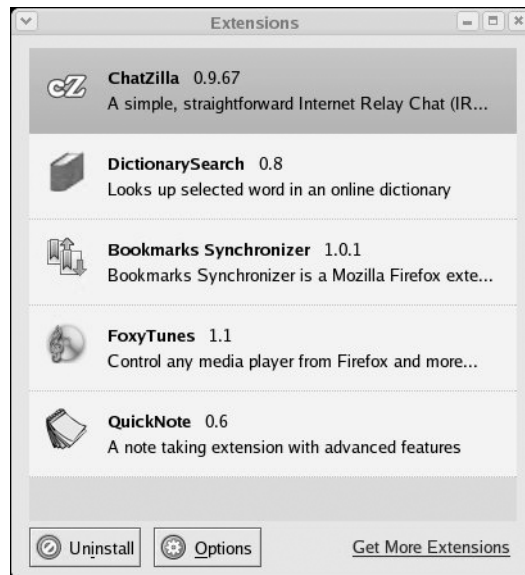 Extensions
cZ
ChatZilla 0.9.67
A simple, straightforward Internet Relay Chat (IR...
DictionarySearch 0.8
Looks up selected word in an online dictionary
Bookmarks Synchronizer 1.0.1
Bookmarks Synchronizer is a Mozilla Firefox exte...
FoxyTunes 1.1
Control any media player from Firefox and more...
QuickNote 0.6
A note taking extension with advanced features
Uninstall Options Get More Extensions